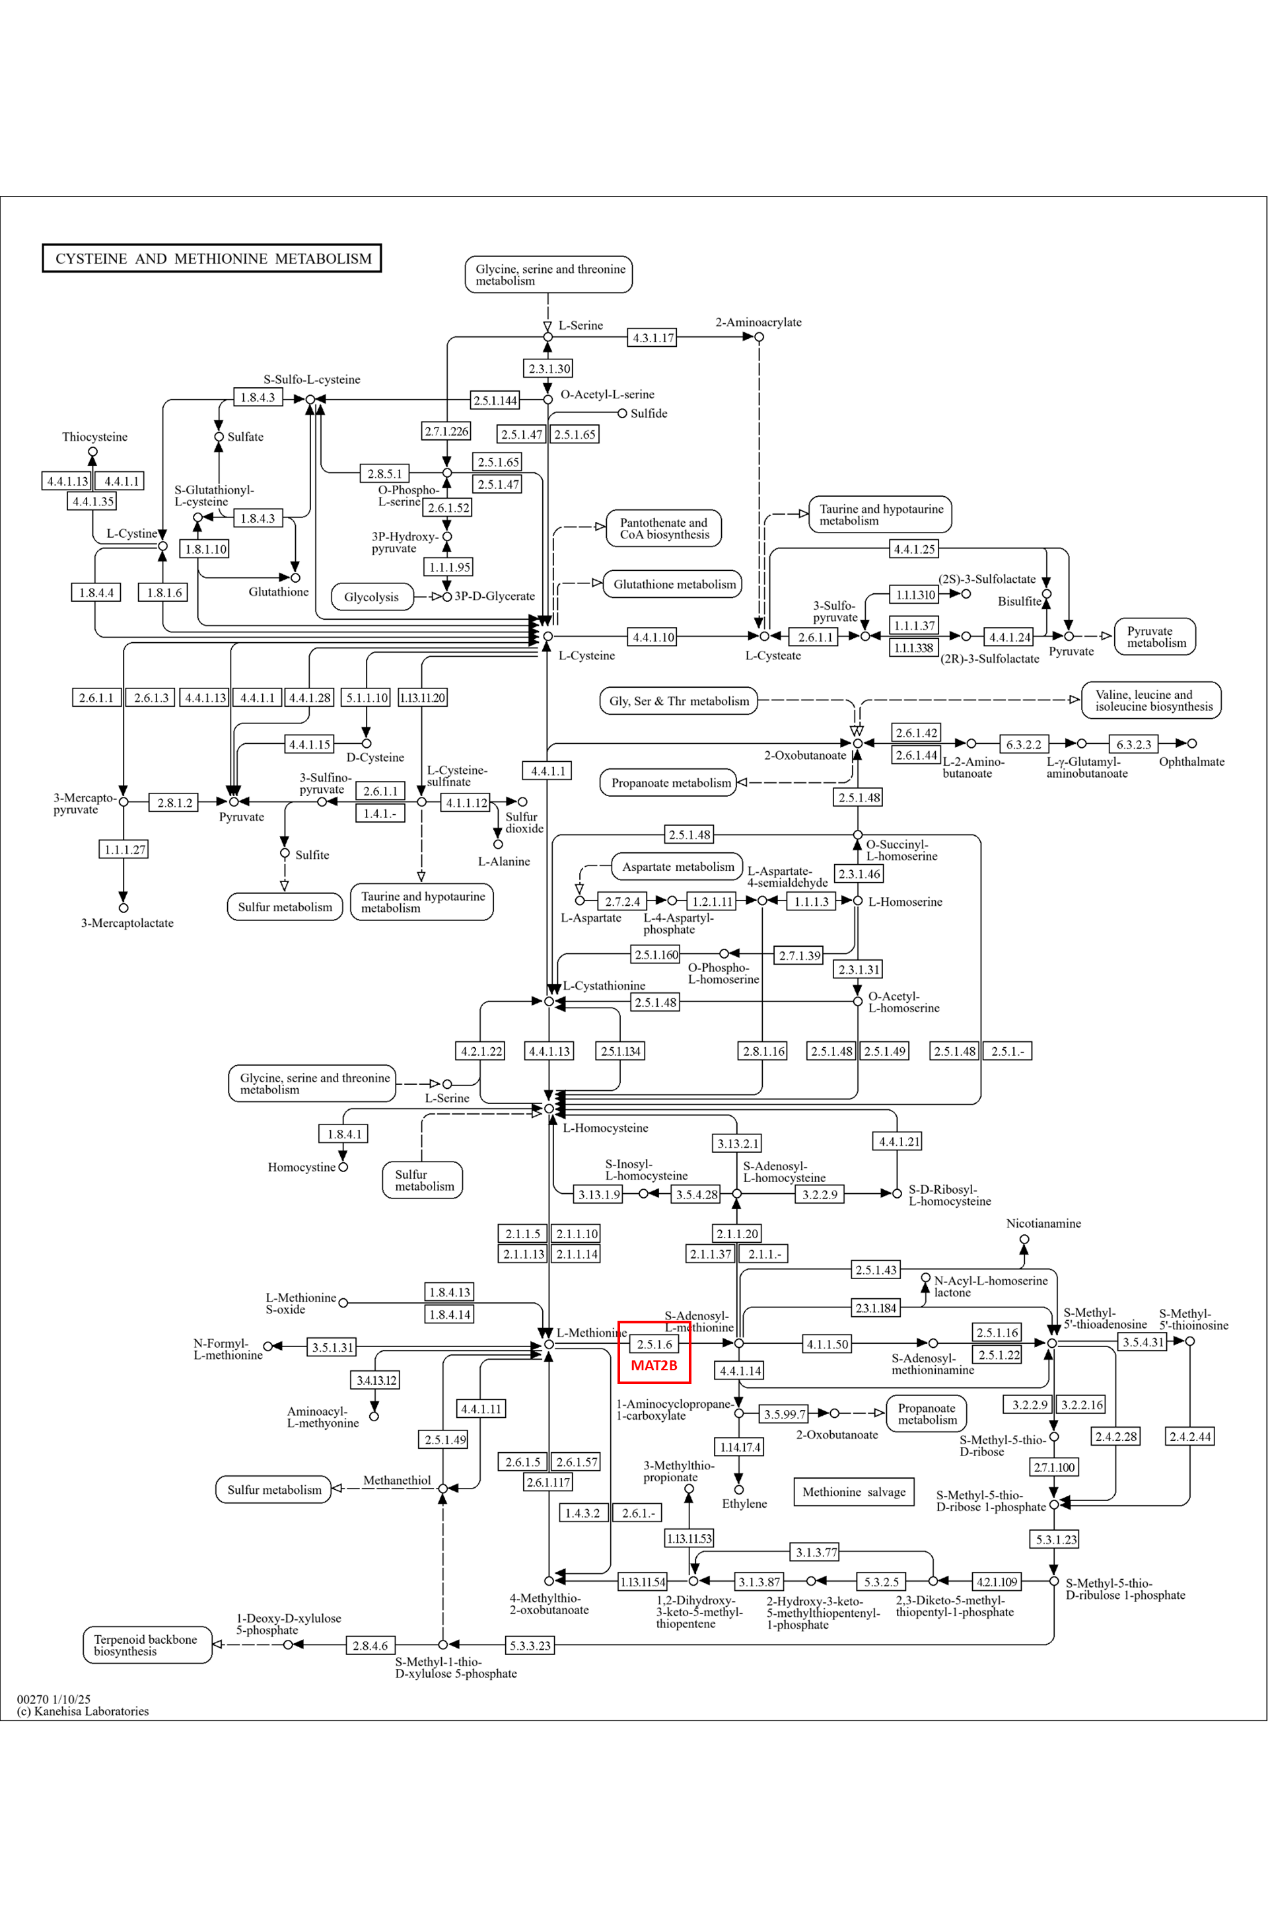 CYSTEINE AND METHIONINE METABOLISM
Glycine, serine and threonine
metabolism
L-Serine
4.3.1.17
2-Aminoacrylate
2.3.1.30
S-Sulfo-L-cysteine
1.8.4.3
2.5.1.144
O-Acetyl-L-serine
Sulfide
Thiocysteine
Sulfate
2.7.1.226
2.5.1.47
2.5.1.65
4.4.1.13
4.4.1.1
4.4.1.35
2.8.5.1
2.5.1.65
2.5.1.47
S-Glutathionyl-
L-cysteine
O-Phospho-
L-serine
2.6.1.52
1.8.4.3
L-Cystine
1.8.1.10
3P-Hydroxy-
pyruvate
Pantothenate and
CoA biosynthesis
Taurine and hypotaurine
metabolism
4.4.1.25
1.1.1.95
1.8.4.4
1.8.1.6
Glutathione
Glycolysis
3P-D-Glycerate
Glutathione metabolism
(2S)-3-Sulfolactate
1.1.1.310
Bisulfite
3-Sulfo-
pyruvate
1.1.1.37
4.4.1.10
2.6.1.1
1.1.1.338
4.4.1.24
L-Cysteine
L-Cysteate
(2R)-3-Sulfolactate
Pyruvate
Pyruvate
metabolism
2.6.1.1
2.6.1.3
4.4.1.13
4.4.1.1
4.4.1.28
5.1.1.10
1.13.11.20
Gly, Ser & Thr metabolism
Valine, leucine and
isoleucine biosynthesis
4.4.1.15
D-Cysteine
2-Oxobutanoate
2.6.1.42
2.6.1.44
L-2-Amino-
butanoate
6.3.2.2
L-γ-Glutamyl-
aminobutanoate
6.3.2.3
Ophthalmate
4.4.1.1
Propanoate metabolism
3-Mercapto-
pyruvate
2.8.1.2
Pyruvate
3-Sulfino-
pyruvate
2.6.1.1
1.4.1.-
L-Cysteine-
sulfinate
4.1.1.12
Sulfur
dioxide
2.5.1.48
1.1.1.27
Sulfite
L-Alanine
2.5.1.48
O-Succinyl-
L-homoserine
Aspartate metabolism
L-Aspartate-
4-semialdehyde
2.3.1.46
Sulfur metabolism
Taurine and hypotaurine
metabolism
3-Mercaptolactate
L-Aspartate
2.7.2.4
L-4-Aspartyl-
phosphate
1.2.1.11
1.1.1.3
L-Homoserine
2.5.1.160
O-Phospho-
L-homoserine
2.7.1.39
2.3.1.31
L-Cystathionine
2.5.1.48
O-Acetyl-
L-homoserine
4.2.1.22
4.4.1.13
2.5.1.134
2.8.1.16
2.5.1.48
2.5.1.49
2.5.1.48
2.5.1.-
Glycine, serine and threonine
metabolism
L-Serine
1.8.4.1
L-Homocysteine
3.13.2.1
4.4.1.21
Homocystine
Sulfur
metabolism
S-Inosyl-
L-homocysteine
S-Adenosyl-
L-homocysteine
3.13.1.9
3.5.4.28
3.2.2.9
S-D-Ribosyl-
L-homocysteine
2.1.1.5
2.1.1.10
2.1.1.13
2.1.1.14
2.1.1.20
2.1.1.37
2.1.1.-
Nicotianamine
2.5.1.43
L-Methionine
S-oxide
1.8.4.13
1.8.4.14
N-Acyl-L-homoserine
lactone
2.3.1.184
S-Adenosyl-
L-methionine
S-Methyl-
5'-thioadenosine
S-Methyl-
5'-thioinosine
N-Formyl-
L-methionine
3.5.1.31
L-Methionine
2.5.1.6
MAT2B
4.1.1.50
2.5.1.16
2.5.1.22
3.5.4.31
S-Adenosyl-
methioninamine
3.4.13.12
4.4.1.14
Aminoacyl-
L-methyonine
4.4.1.11
1-Aminocyclopropane-
1-carboxylate
3.5.99.7
2-Oxobutanoate
Propanoate
metabolism
3.2.2.9
3.2.2.16
2.5.1.49
1.14.17.4
S-Methyl-5-thio-
D-ribose
2.4.2.28
2.4.2.44
2.6.1.5
2.6.1.57
2.6.1.117
3-Methylthio-
propionate
2.7.1.100
Sulfur metabolism
Methanethiol
Ethylene
Methionine salvage
S-Methyl-5-thio-
D-ribose 1-phosphate
1.4.3.2
2.6.1.-
1.13.11.53
5.3.1.23
3.1.3.77
1.13.11.54
3.1.3.87
5.3.2.5
4.2.1.109
S-Methyl-5-thio-
D-ribulose 1-phosphate
4-Methylthio-
2-oxobutanoate
1,2-Dihydroxy-
3-keto-5-methyl-
thiopentene
2-Hydroxy-3-keto-
5-methylthiopentenyl-
1-phosphate
2,3-Diketo-5-methyl-
thiopentyl-1-phosphate
1-Deoxy-D-xylulose
5-phosphate
Terpenoid backbone
biosynthesis
2.8.4.6
5.3.3.23
S-Methyl-1-thio-
D-xylulose 5-phosphate
00270 1/10/25
(c) Kanehisa Laboratories